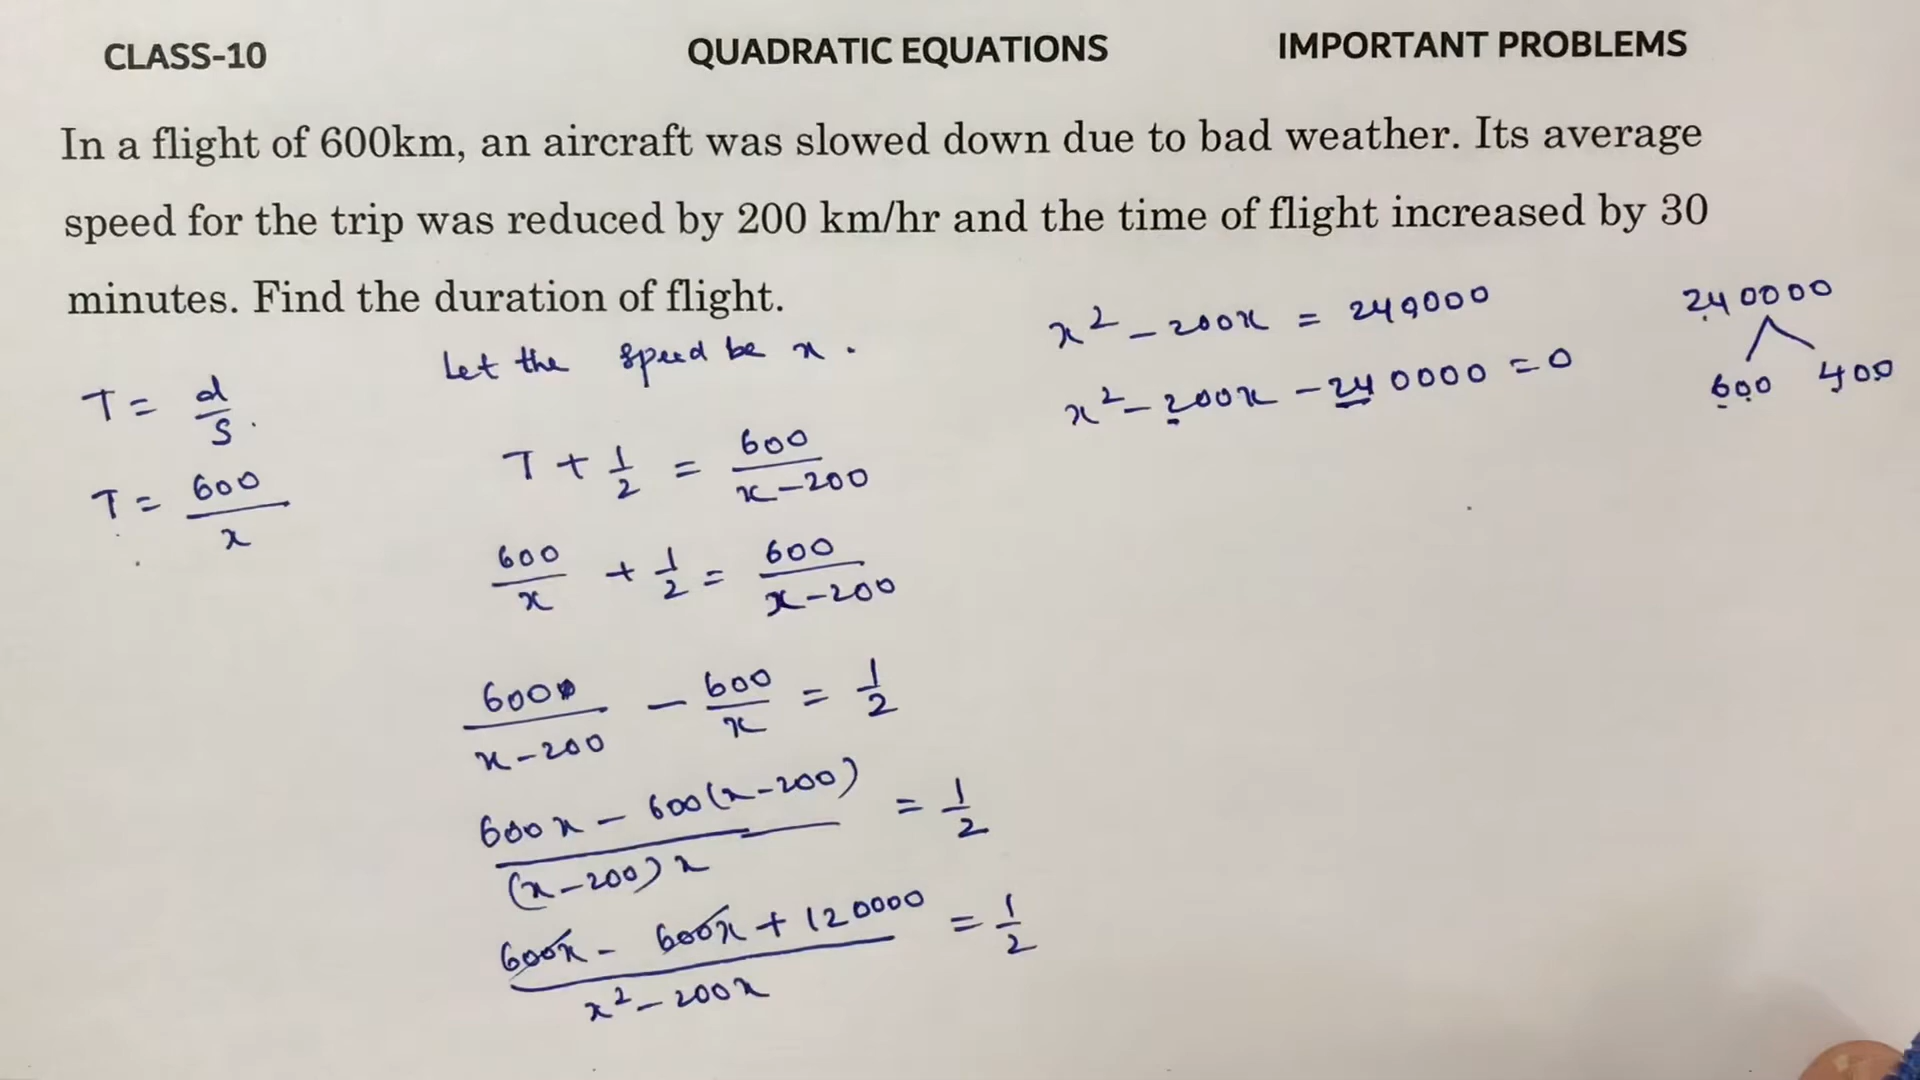 CLASS-10 QUADRATIC EQUATIONS IMPORTANT PROBLEMS
In a flight of 600km, an aircraft was slowed down due to bad weather. Its average
speed for the trip was reduced by 200 km/hr and the time of flight increased by 30
minutes. Find the duration of flight.
T = d/S.
T = 600/x
Let the speed be x.
T + 1/2 = 600/(x-200)
600/x + 1/2 = 600/(x-200)
600/(x-200) - 600/x = 1/2
(600x - 600(x-200))/((x-200)x) = 1/2
(600x - 600x + 120000)/(x² - 200x) = 1/2
x² - 200x = 240000
x² - 200x - 240000 = 0
240000
600 400